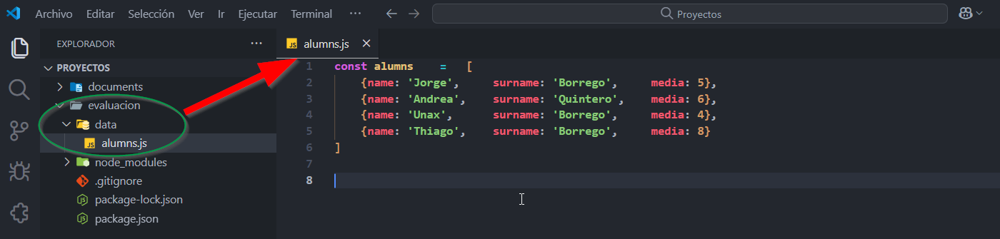 Archivo Editar Selección Ver Ir Ejecutar Terminal ··· Proyectos
EXPLORADOR ···
JS alumns.js
PROYECTOS
documents
evaluacion
data
JS alumns.js
node_modules
.gitignore
package-lock.json
package.json
1 const alumns = [
2 {name: 'Jorge', surname: 'Borrego', media: 5},
3 {name: 'Andrea', surname: 'Quintero', media: 6},
4 {name: 'Unax', surname: 'Borrego', media: 4},
5 {name: 'Thiago', surname: 'Borrego', media: 8}
6 ]
7
8